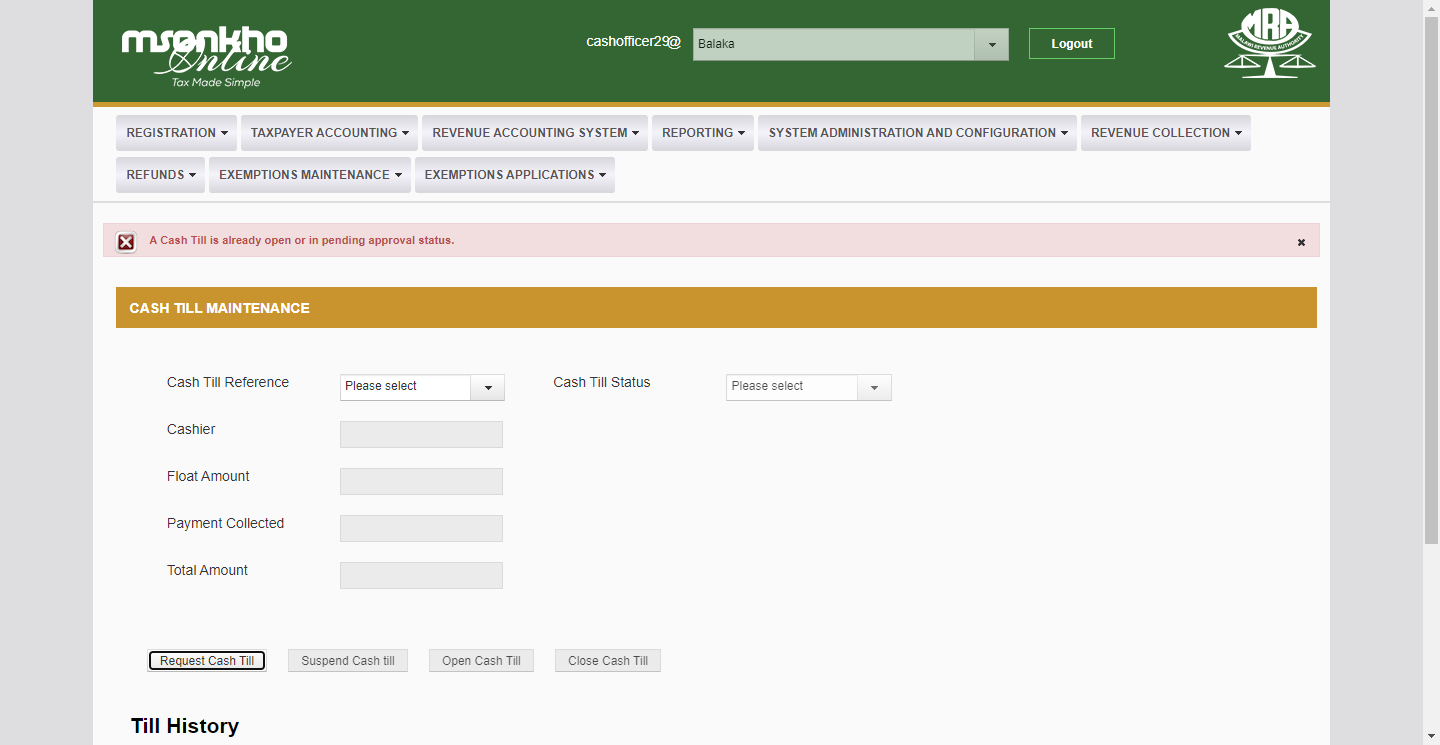 msonkho
Online
Tax Made Simple
cashofficer29@ Balaka Logout
MRA
MALAWI REVENUE AUTHORITY
REGISTRATION TAXPAYER ACCOUNTING REVENUE ACCOUNTING SYSTEM REPORTING SYSTEM ADMINISTRATION AND CONFIGURATION REVENUE COLLECTION
REFUNDS EXEMPTIONS MAINTENANCE EXEMPTIONS APPLICATIONS
A Cash Till is already open or in pending approval status.
CASH TILL MAINTENANCE
Cash Till Reference Please select Cash Till Status Please select
Cashier
Float Amount
Payment Collected
Total Amount
Request Cash Till Suspend Cash till Open Cash Till Close Cash Till
Till History